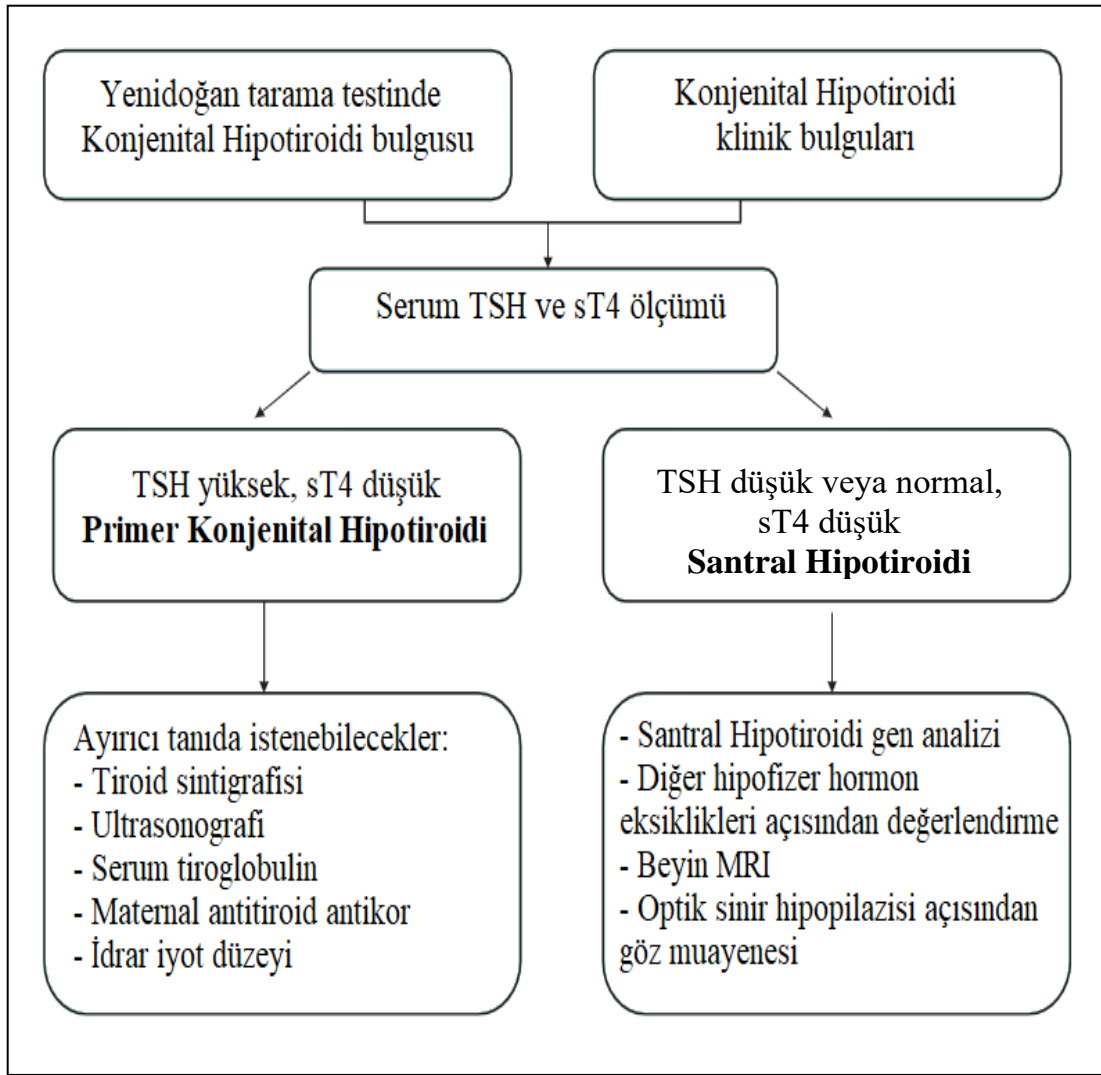 Yenidoğan tarama testinde
Konjenital Hipotiroidi bulgusu
Konjenital Hipotiroidi
klinik bulguları
Serum TSH ve sT4 ölçümü
TSH yüksek, sT4 düşük
Primer Konjenital Hipotiroidi
TSH düşük veya normal,
sT4 düşük
Santral Hipotiroidi
Ayırıcı tanıda istenebilecekler:
- Tiroid sintigrafisi
- Ultrasonografi
- Serum tiroglobulin
- Maternal antitiroid antikor
- İdrar iyot düzeyi
- Santral Hipotiroidi gen analizi
- Diğer hipofizer hormon
eksiklikleri açısından değerlendirme
- Beyin MRI
- Optik sinir hipopilazisi açısından
göz muayenesi